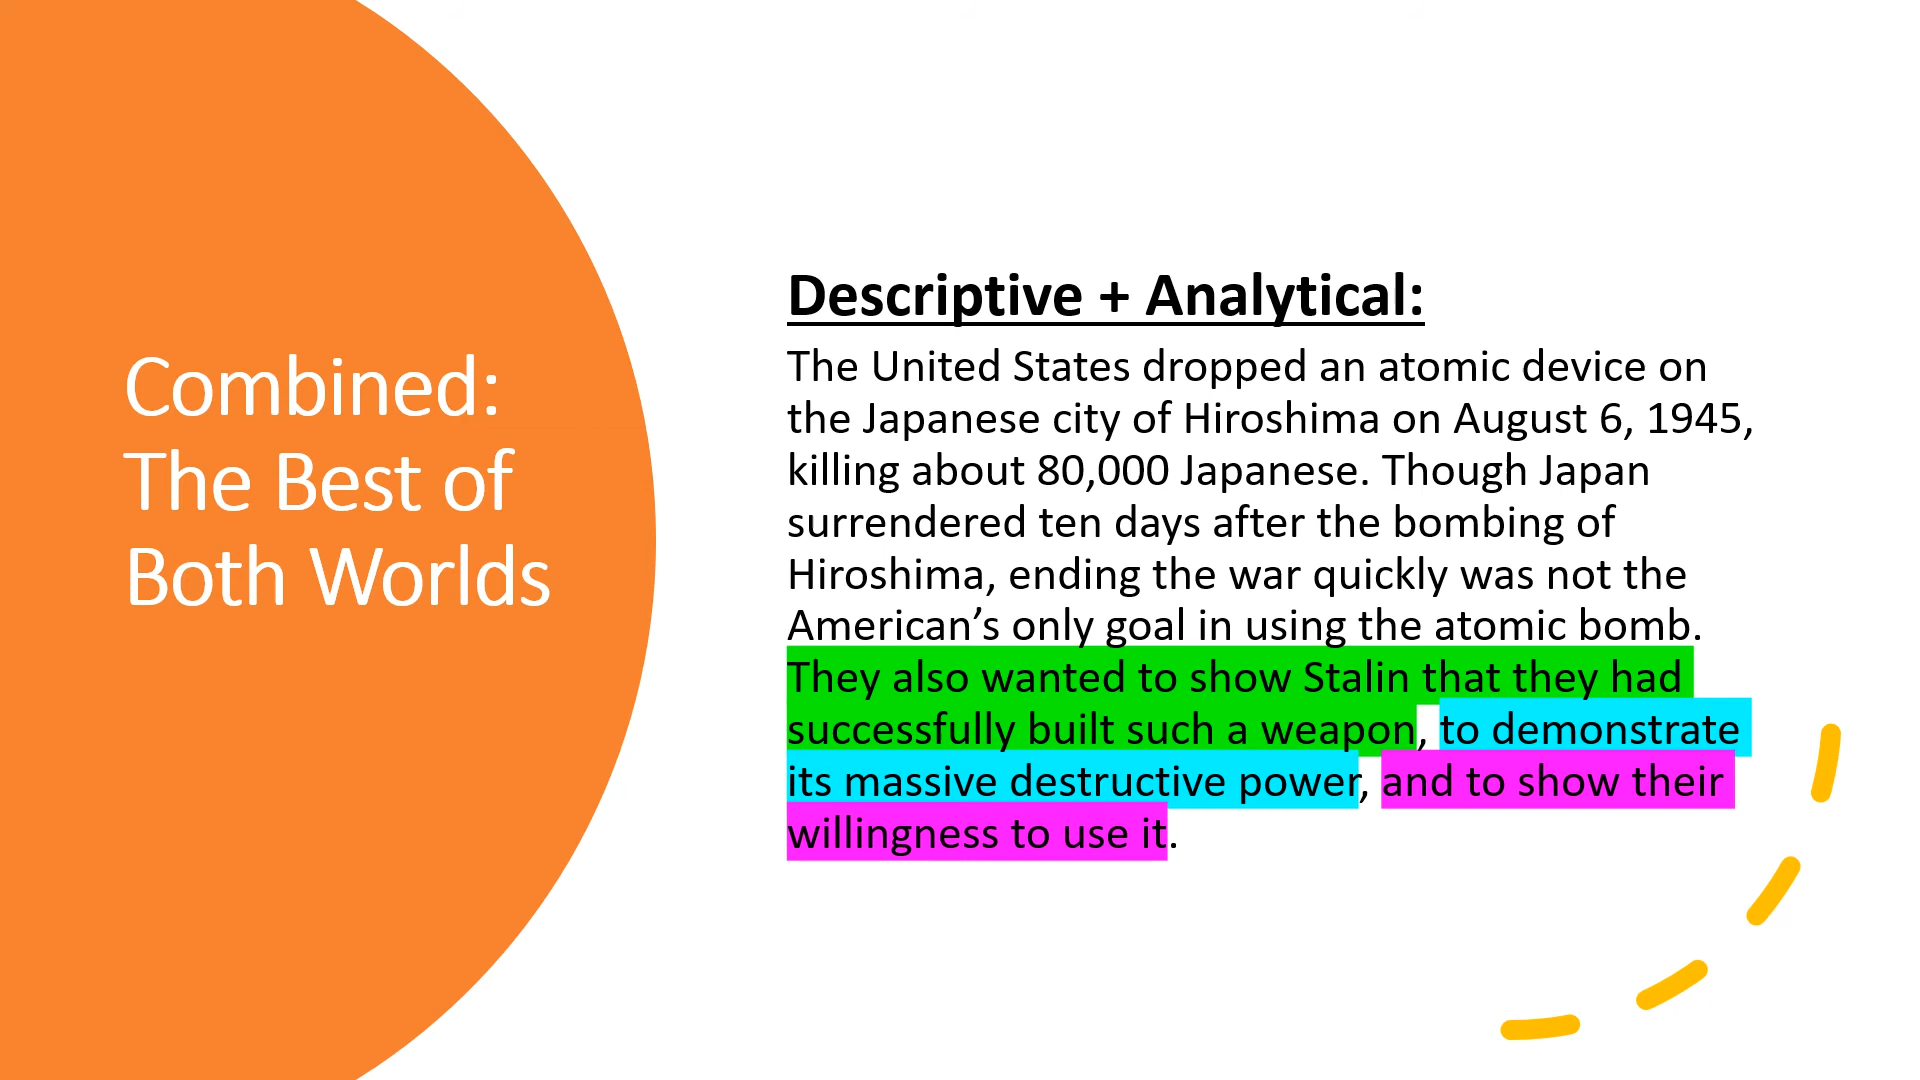 Combined:
The Best of
Both Worlds
Descriptive + Analytical:
The United States dropped an atomic device on
the Japanese city of Hiroshima on August 6, 1945,
killing about 80,000 Japanese. Though Japan
surrendered ten days after the bombing of
Hiroshima, ending the war quickly was not the
American’s only goal in using the atomic bomb.
They also wanted to show Stalin that they had
successfully built such a weapon, to demonstrate
its massive destructive power, and to show their
willingness to use it.